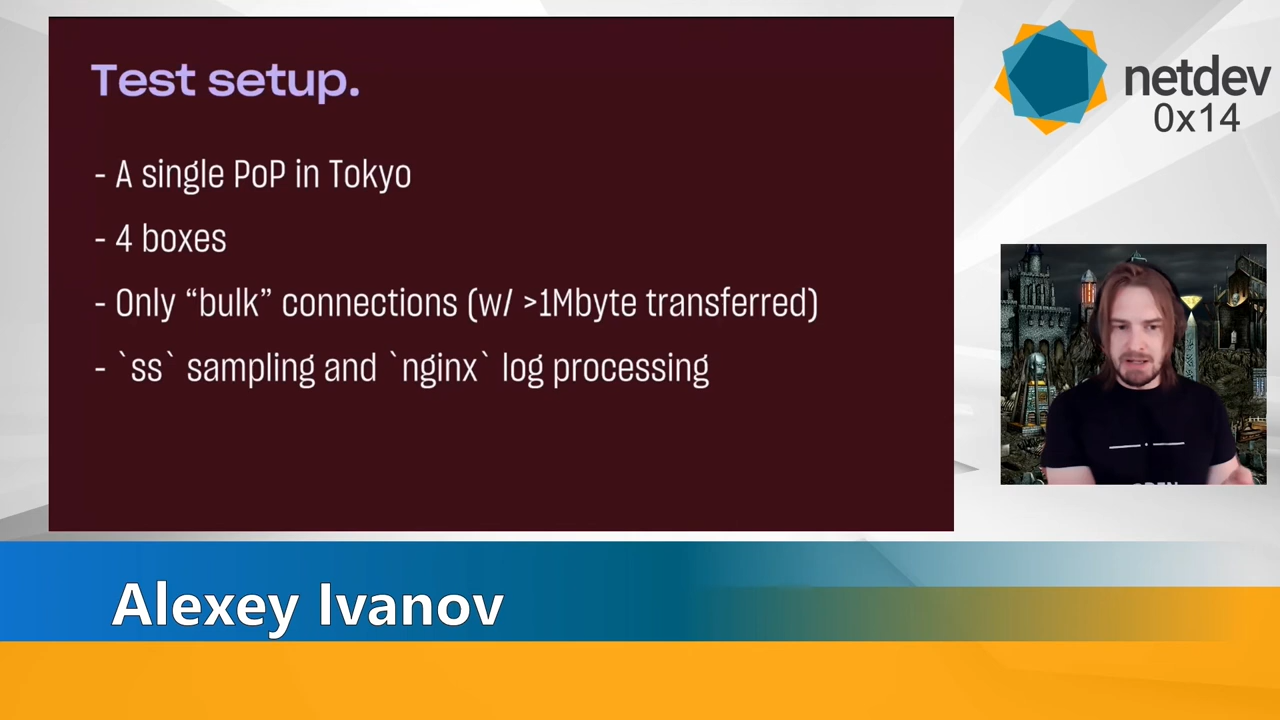 Test setup.
- A single PoP in Tokyo
- 4 boxes
- Only “bulk” connections (w/ >1Mbyte transferred)
- `ss` sampling and `nginx` log processing
netdev
0x14
Alexey Ivanov